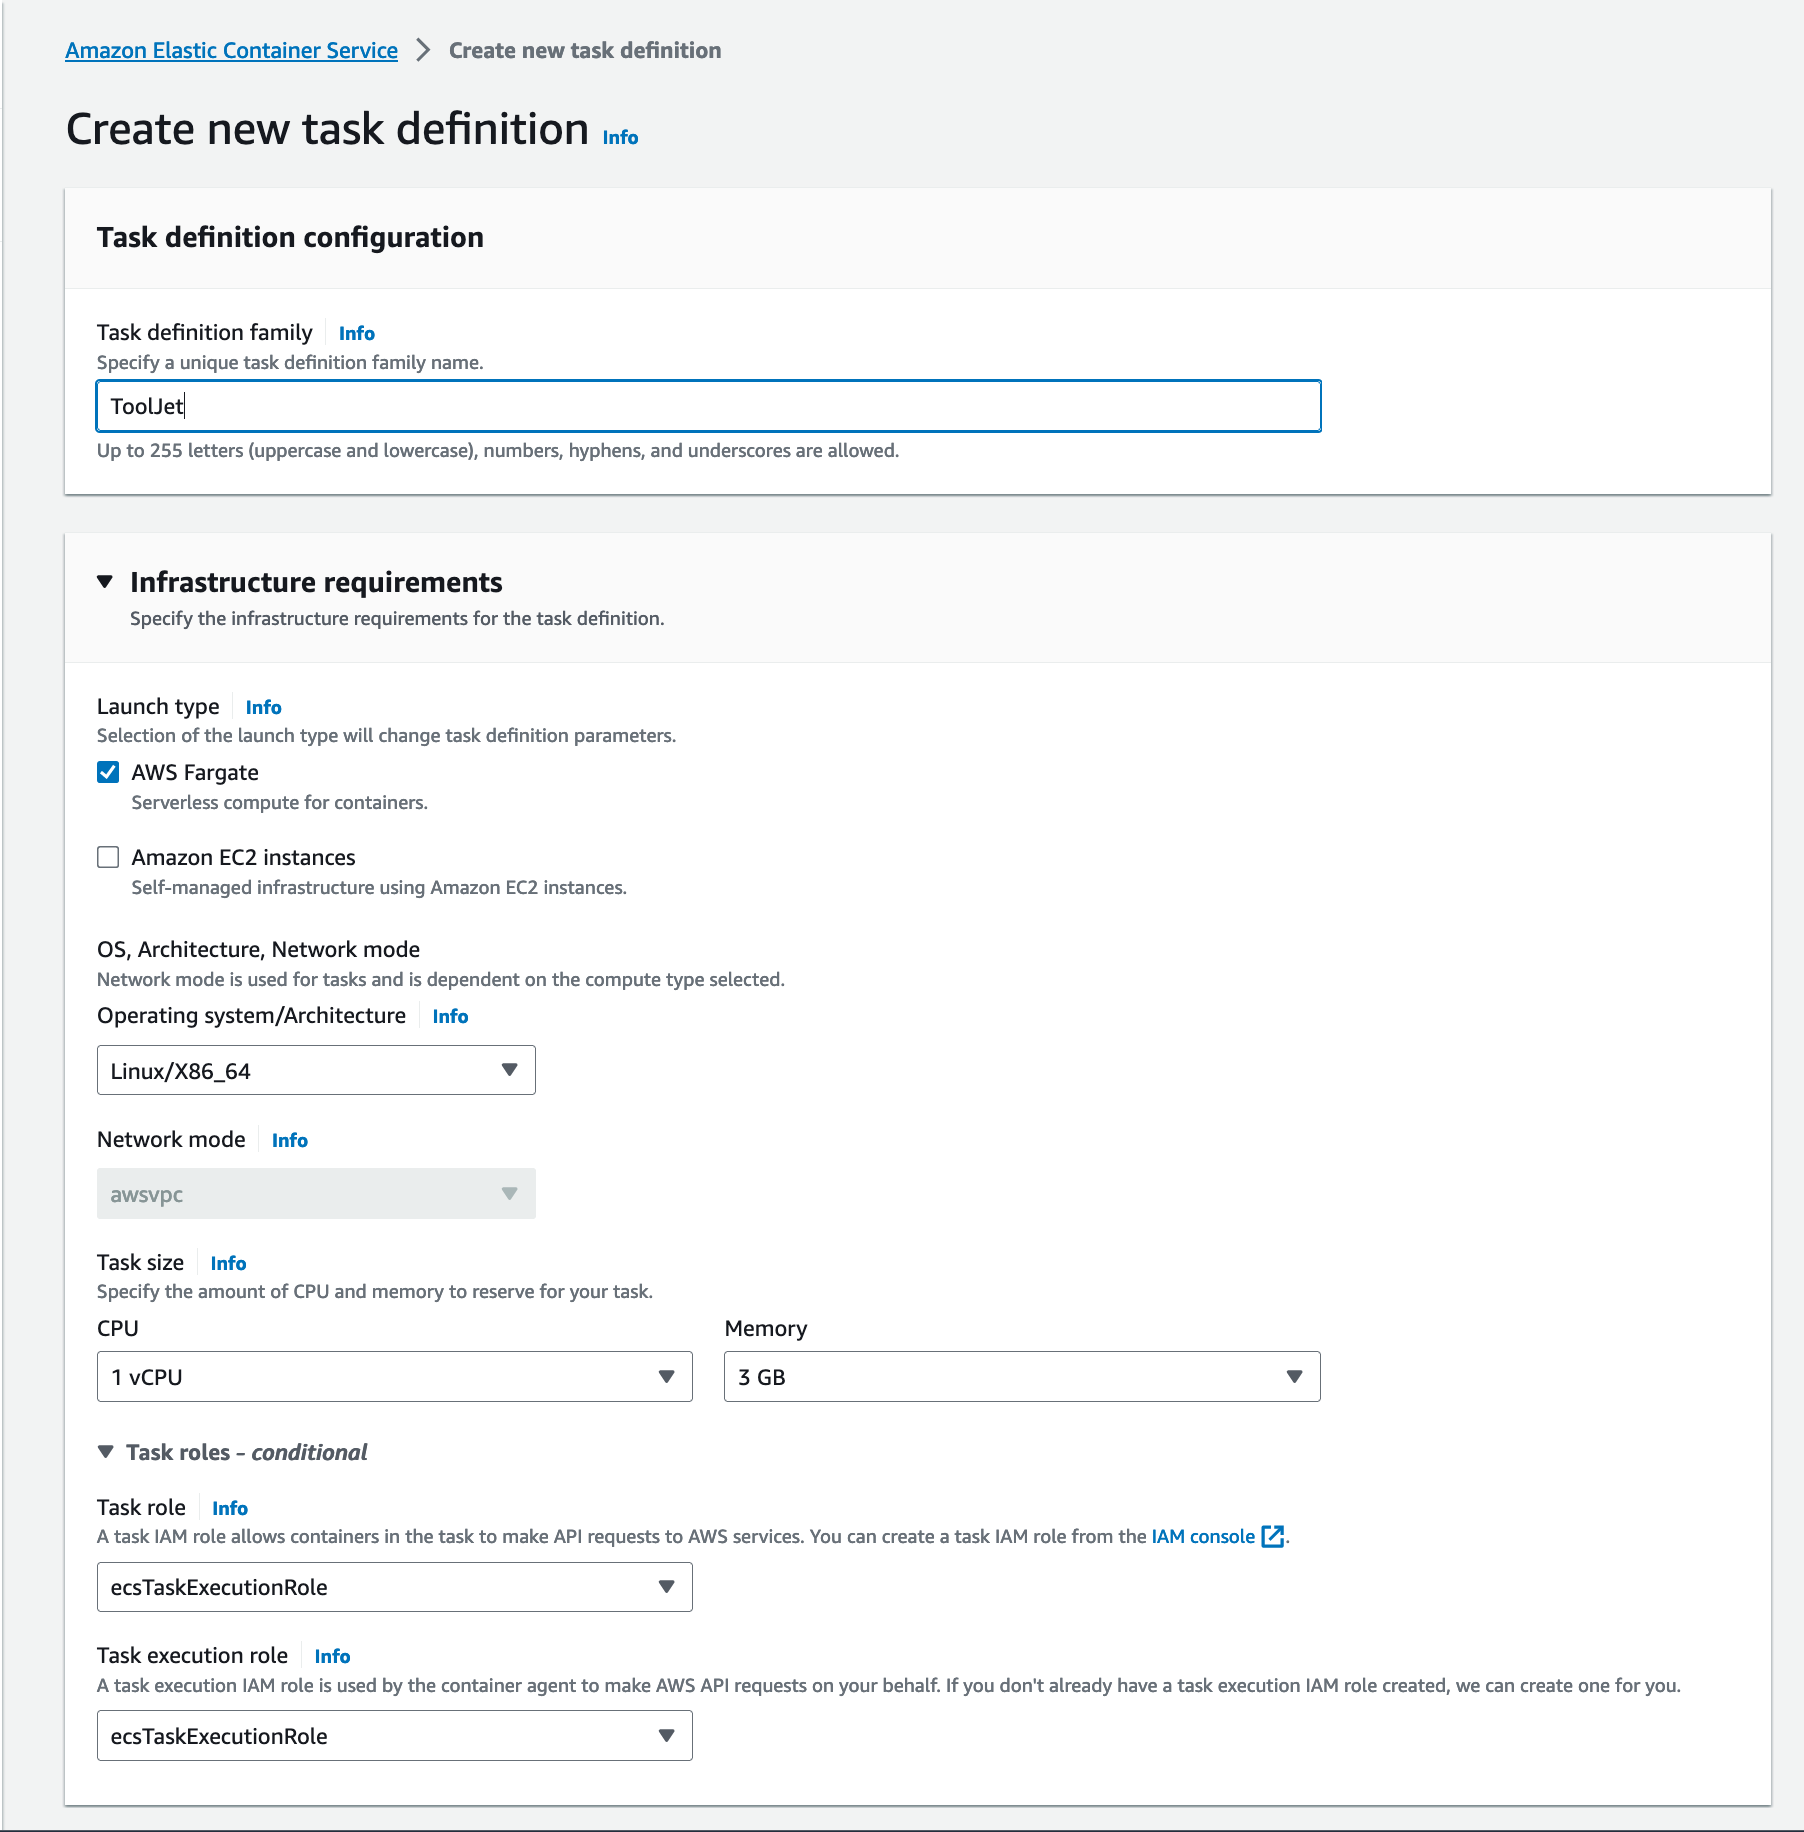 Amazon Elastic Container Service > Create new task definition
Create new task definition Info
Task definition configuration
Task definition family Info
Specify a unique task definition family name.
ToolJet
Up to 255 letters (uppercase and lowercase), numbers, hyphens, and underscores are allowed.
Infrastructure requirements
Specify the infrastructure requirements for the task definition.
Launch type Info
Selection of the launch type will change task definition parameters.
AWS Fargate
Serverless compute for containers.
Amazon EC2 instances
Self-managed infrastructure using Amazon EC2 instances.
OS, Architecture, Network mode
Network mode is used for tasks and is dependent on the compute type selected.
Operating system/Architecture Info
Linux/X86_64
Network mode Info
awsvpc
Task size Info
Specify the amount of CPU and memory to reserve for your task.
CPU Memory
1 vCPU 3 GB
Task roles - conditional
Task role Info
A task IAM role allows containers in the task to make API requests to AWS services. You can create a task IAM role from the IAM console.
ecsTaskExecutionRole
Task execution role Info
A task execution IAM role is used by the container agent to make AWS API requests on your behalf. If you don't already have a task execution IAM role created, we can create one for you.
ecsTaskExecutionRole